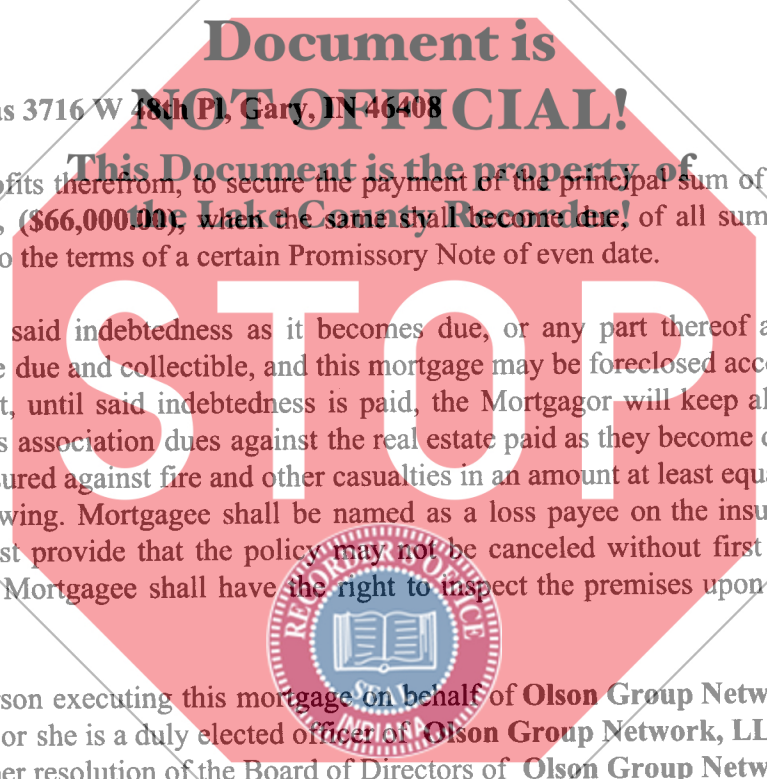 Document is
as 3716 W 48th Pl, Gary, IN 46408
NOT OFFICIAL!
This Document is the property of
ofits therefrom, to secure the payment of the principal sum of
, ($66,000.00), when the same shall become due, of all sum
the Lake County Recorder!
o the terms of a certain Promissory Note of even date.
STOP
said indebtedness as it becomes due, or any part thereof a
e due and collectible, and this mortgage may be foreclosed acco
t, until said indebtedness is paid, the Mortgagor will keep al
s association dues against the real estate paid as they become d
sured against fire and other casualties in an amount at least equa
wing. Mortgagee shall be named as a loss payee on the insu
st provide that the policy may not be canceled without first
Mortgagee shall have the right to inspect the premises upon
RECORDER'S OFFICE
SEAL
INDIANA
rson executing this mortgage on behalf of Olson Group Netw
or she is a duly elected officer of Olson Group Network, LL
her resolution of the Board of Directors of Olson Group Netw